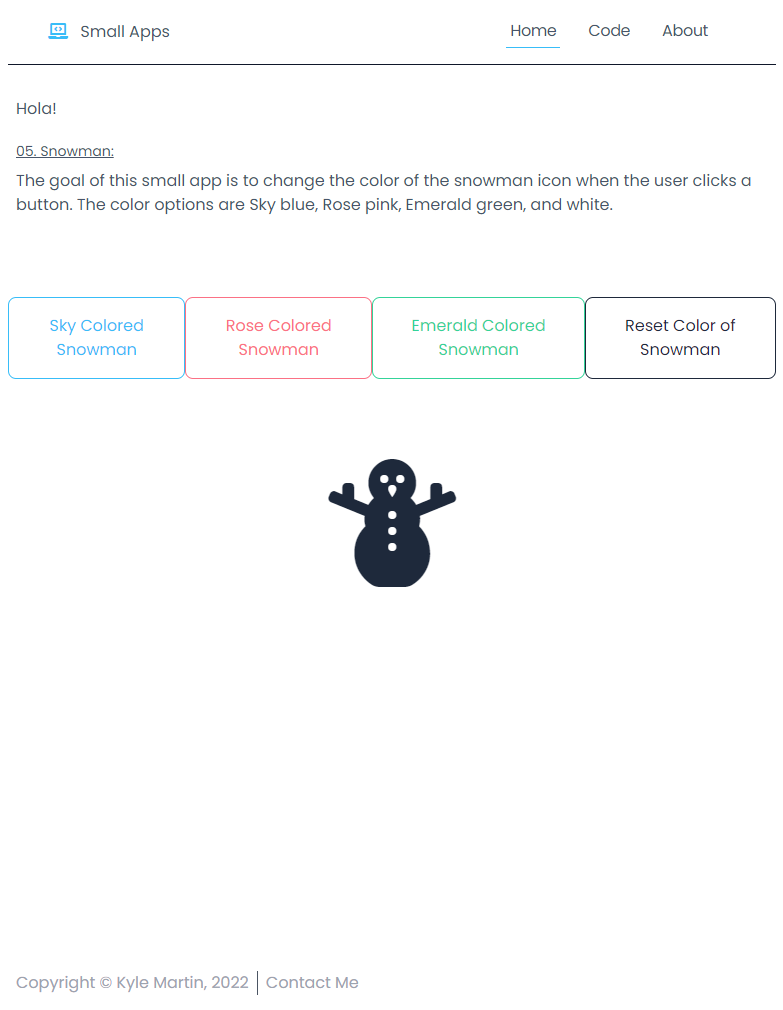 Small Apps
Home Code About
Hola!
05. Snowman:
The goal of this small app is to change the color of the snowman icon when the user clicks a
button. The color options are Sky blue, Rose pink, Emerald green, and white.
Sky Colored
Snowman
Rose Colored
Snowman
Emerald Colored
Snowman
Reset Color of
Snowman
Copyright © Kyle Martin, 2022 Contact Me